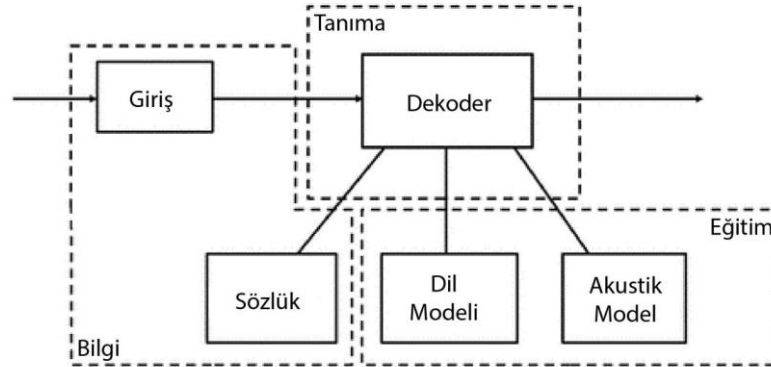 Tanıma
Giriş
Dekoder
Eğitim
Sözlük
Dil
Modeli
Akustik
Model
Bilgi